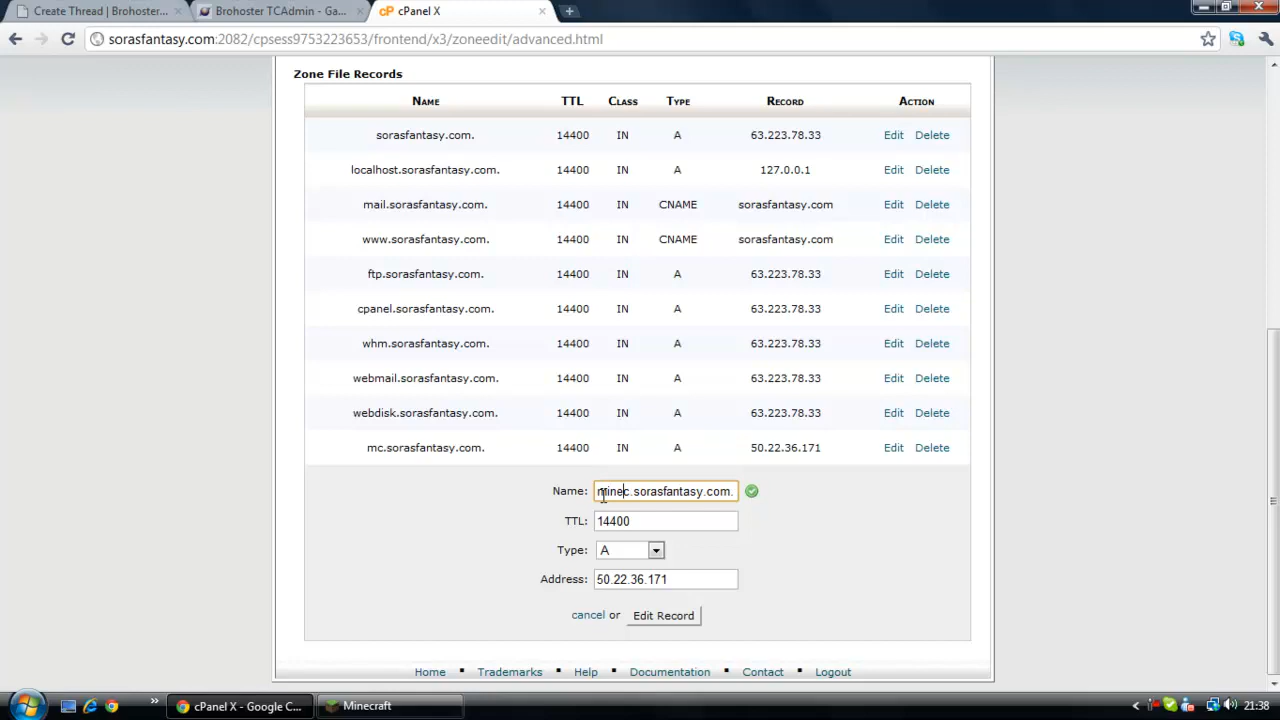 Create Thread | Brohoster...
Brohoster TCAdmin - Ga...
cP cPanel X
sorasfantasy.com:2082/cpsess9753223653/frontend/x3/zoneedit/advanced.html
Zone File Records
NAME TTL CLASS TYPE RECORD ACTION
sorasfantasy.com. 14400 IN A 63.223.78.33 Edit Delete
localhost.sorasfantasy.com. 14400 IN A 127.0.0.1 Edit Delete
mail.sorasfantasy.com. 14400 IN CNAME sorasfantasy.com Edit Delete
www.sorasfantasy.com. 14400 IN CNAME sorasfantasy.com Edit Delete
ftp.sorasfantasy.com. 14400 IN A 63.223.78.33 Edit Delete
cpanel.sorasfantasy.com. 14400 IN A 63.223.78.33 Edit Delete
whm.sorasfantasy.com. 14400 IN A 63.223.78.33 Edit Delete
webmail.sorasfantasy.com. 14400 IN A 63.223.78.33 Edit Delete
webdisk.sorasfantasy.com. 14400 IN A 63.223.78.33 Edit Delete
mc.sorasfantasy.com. 14400 IN A 50.22.36.171 Edit Delete
Name: minec.sorasfantasy.com.
TTL: 14400
Type: A
Address: 50.22.36.171
cancel or Edit Record
Home Trademarks Help Documentation Contact Logout
cPanel X - Google C...
Minecraft
21:38